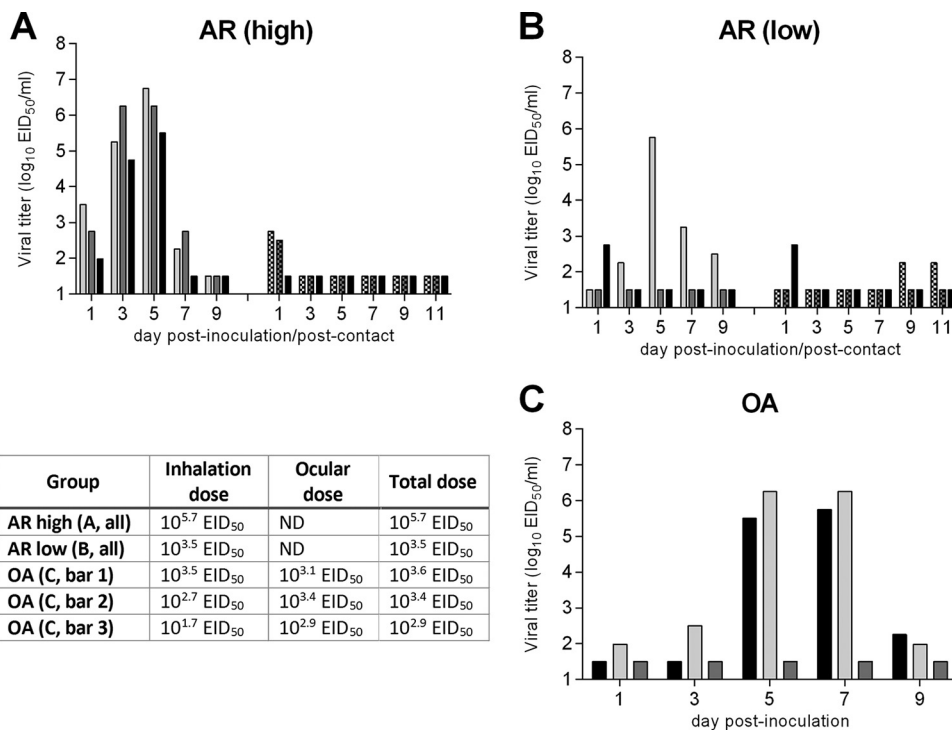 A
AR (high)
8
7
6
5
4
3
2
1
Viral titer (log10 EID50/ml)
1 3 5 7 9 1 3 5 7 9 11
day post-inoculation/post-contact
B
AR (low)
8
7
6
5
4
3
2
1
Viral titer (log10 EID50/ml)
1 3 5 7 9 1 3 5 7 9 11
day post-inoculation/post-contact
Group Inhalation dose Ocular dose Total dose
AR high (A, all) 10^5.7 EID50 ND 10^5.7 EID50
AR low (B, all) 10^3.5 EID50 ND 10^3.5 EID50
OA (C, bar 1) 10^3.5 EID50 10^3.1 EID50 10^3.6 EID50
OA (C, bar 2) 10^2.7 EID50 10^3.4 EID50 10^3.4 EID50
OA (C, bar 3) 10^1.7 EID50 10^2.9 EID50 10^2.9 EID50
C
OA
8
7
6
5
4
3
2
1
Viral titer (log10 EID50/ml)
1 3 5 7 9
day post-inoculation